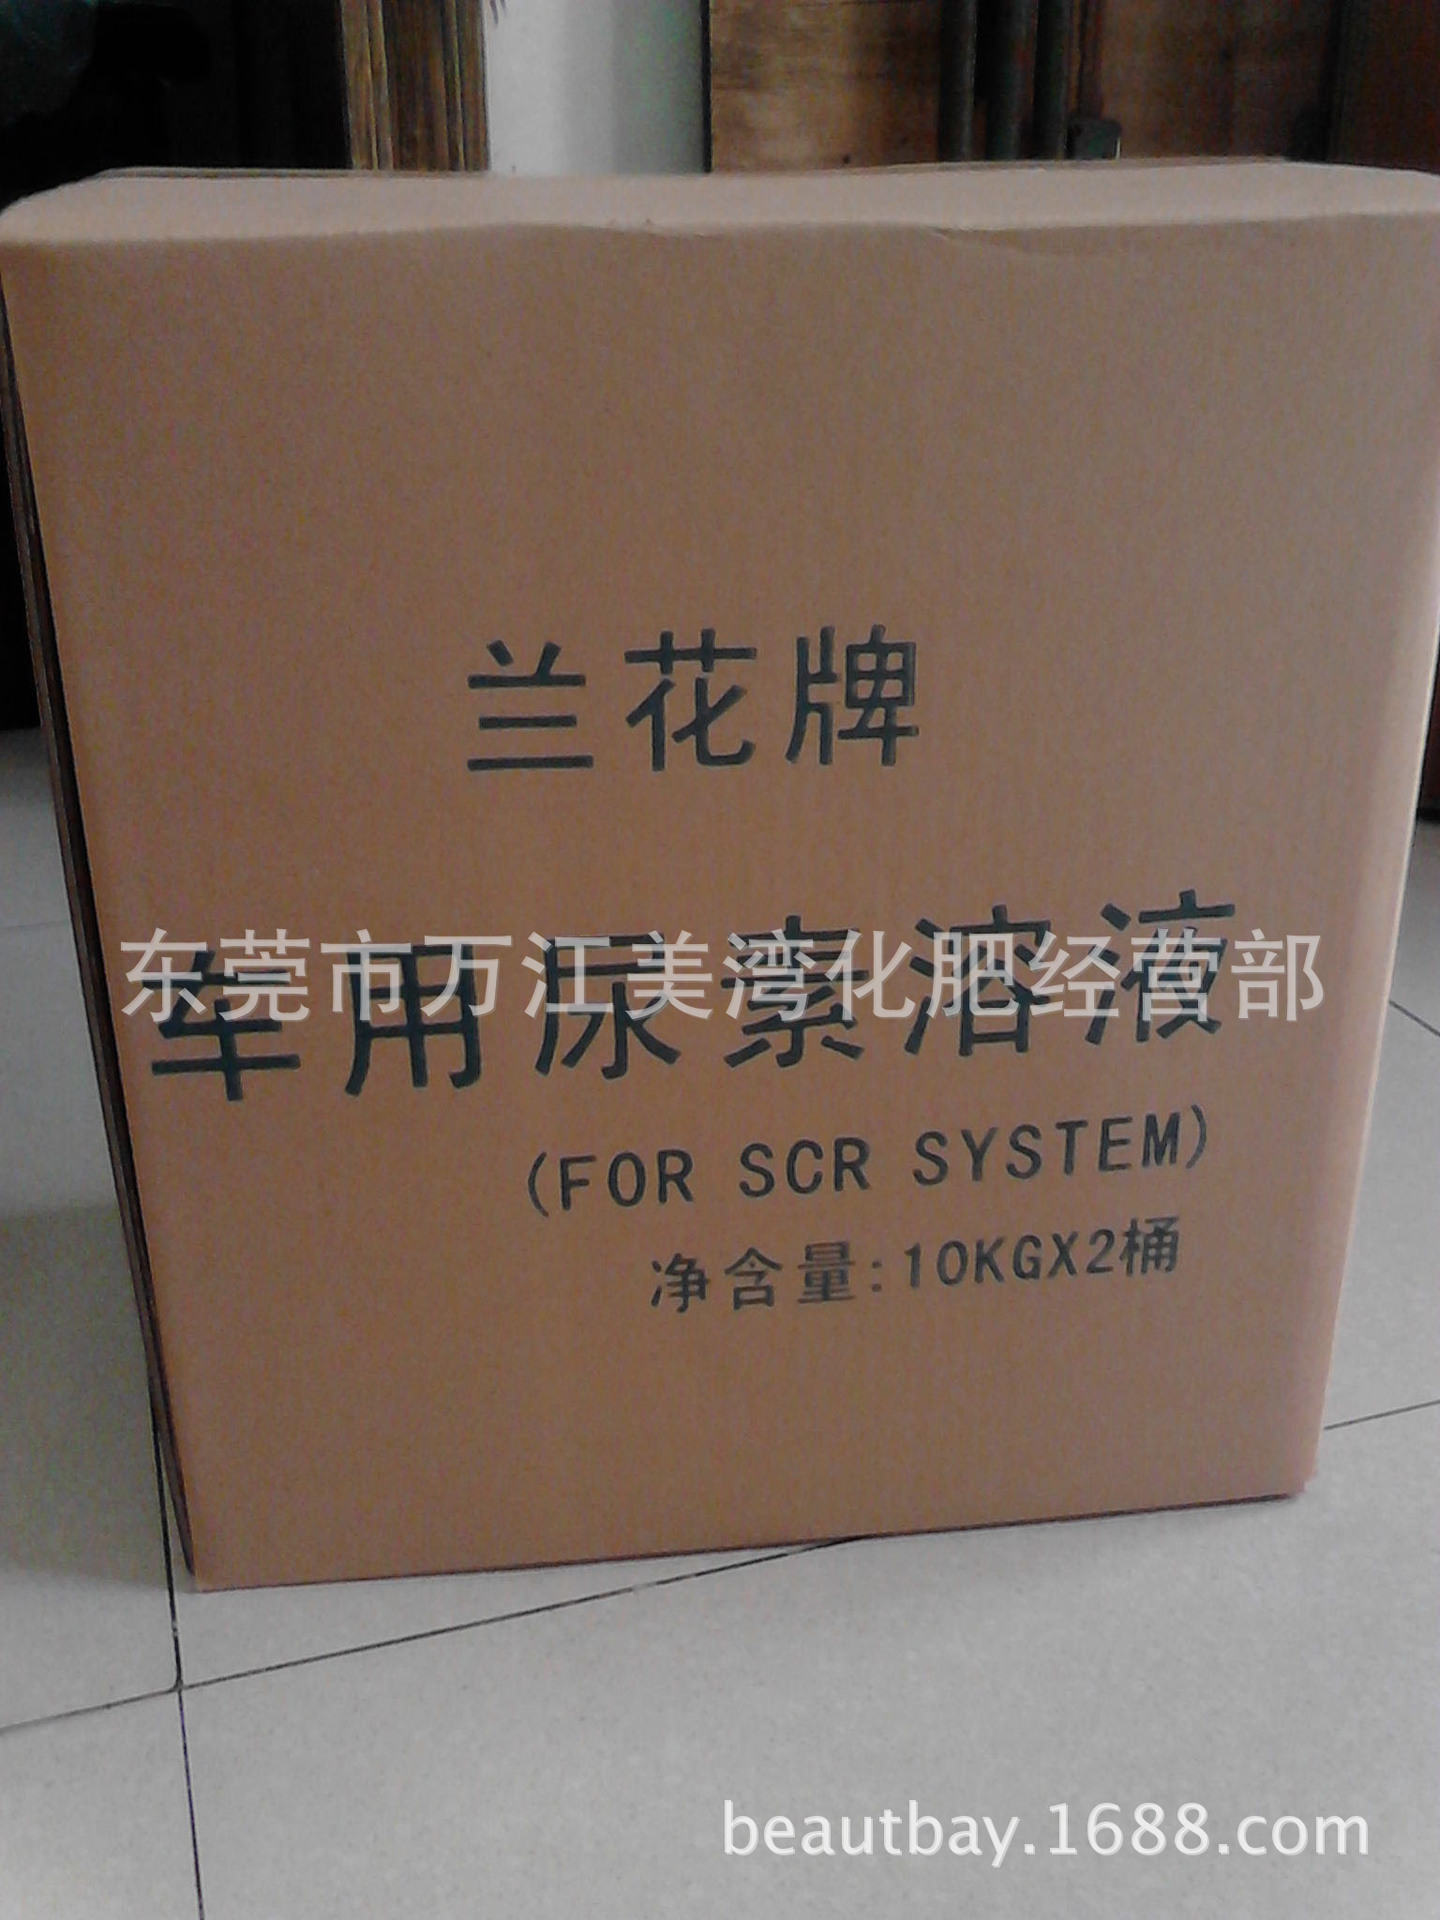 兰花牌
车用尿素溶液
东莞市万江美湾化肥经营部
(FOR SCR SYSTEM)
净含量:10KGX2桶
beautbay.1688.com